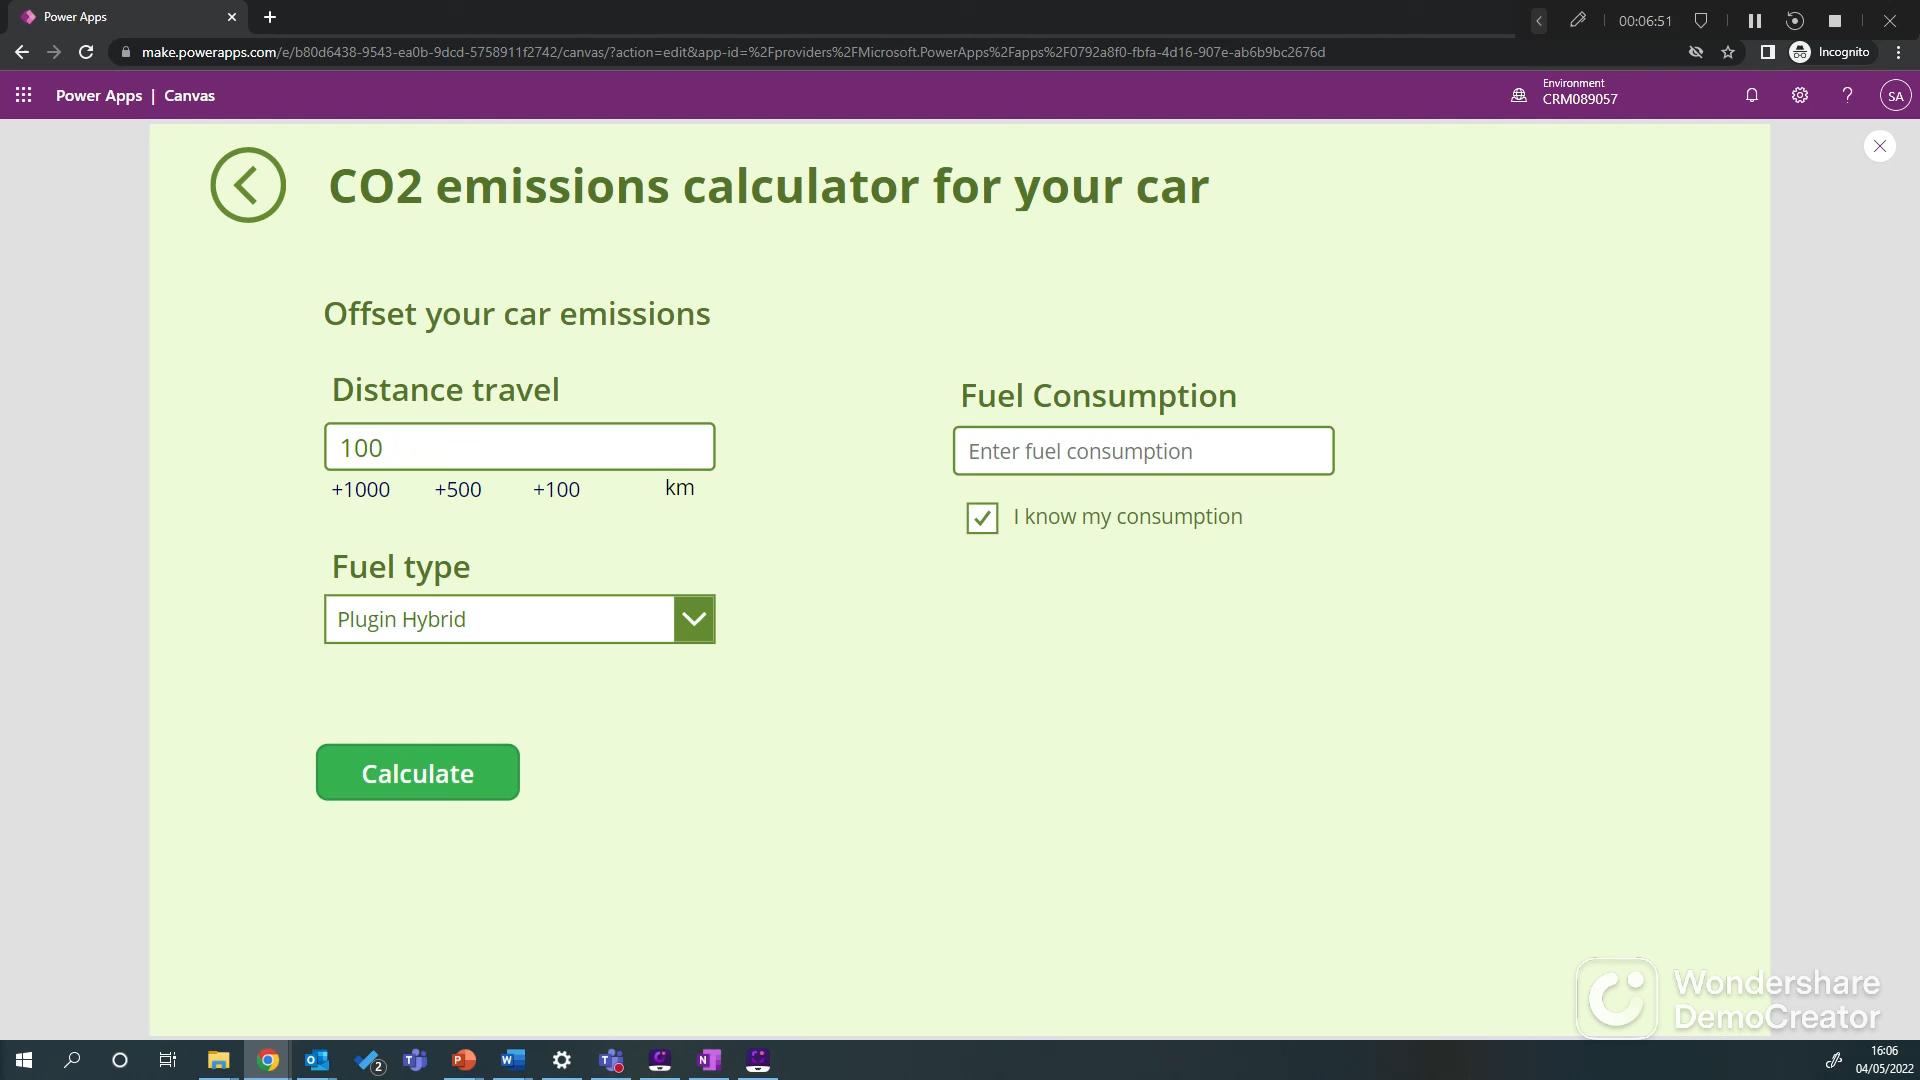 Power Apps
00:06:51
make.powerapps.com/e/b80d6438-9543-ea0b-9dcd-5758911f2742/canvas/?action=edit&app-id=%2Fproviders%2FMicrosoft.PowerApps%2Fapps%2F0792a8f0-fbfa-4d16-907e-ab6b9bc2676d
Incognito
Power Apps | Canvas
Environment
CRM089057
SA
CO2 emissions calculator for your car
Offset your car emissions
Distance travel
100
+1000 +500 +100 km
Fuel Consumption
Enter fuel consumption
I know my consumption
Fuel type
Plugin Hybrid
Calculate
Wondershare
DemoCreator
2
16:06
04/05/2022